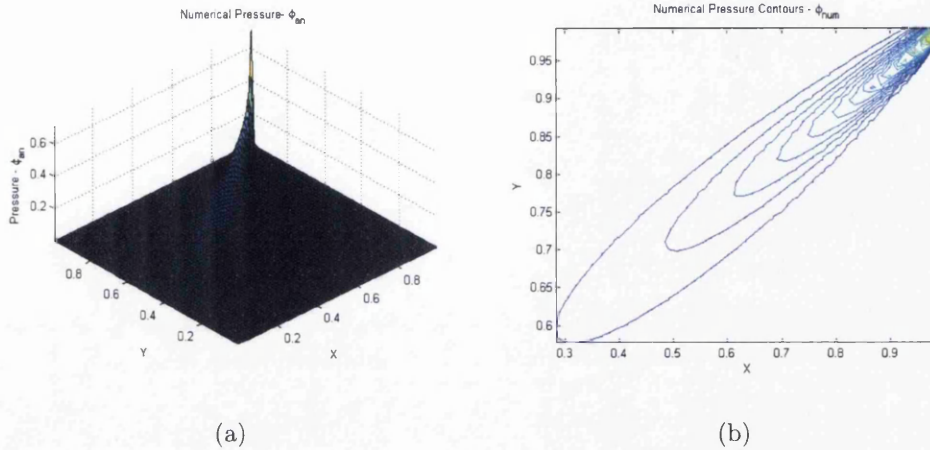 Numerical Pressure- ϕan
Pressure - ϕan
0.6
0.4
0.2
0.8
0.6
0.4
0.2
Y
0.2
0.4
0.6
0.8
X
(a)
Numerical Pressure Contours - ϕnum
Y
0.95
0.9
0.85
0.8
0.75
0.7
0.65
0.6
0.3 0.4 0.5 0.6 0.7 0.8 0.9
X
(b)